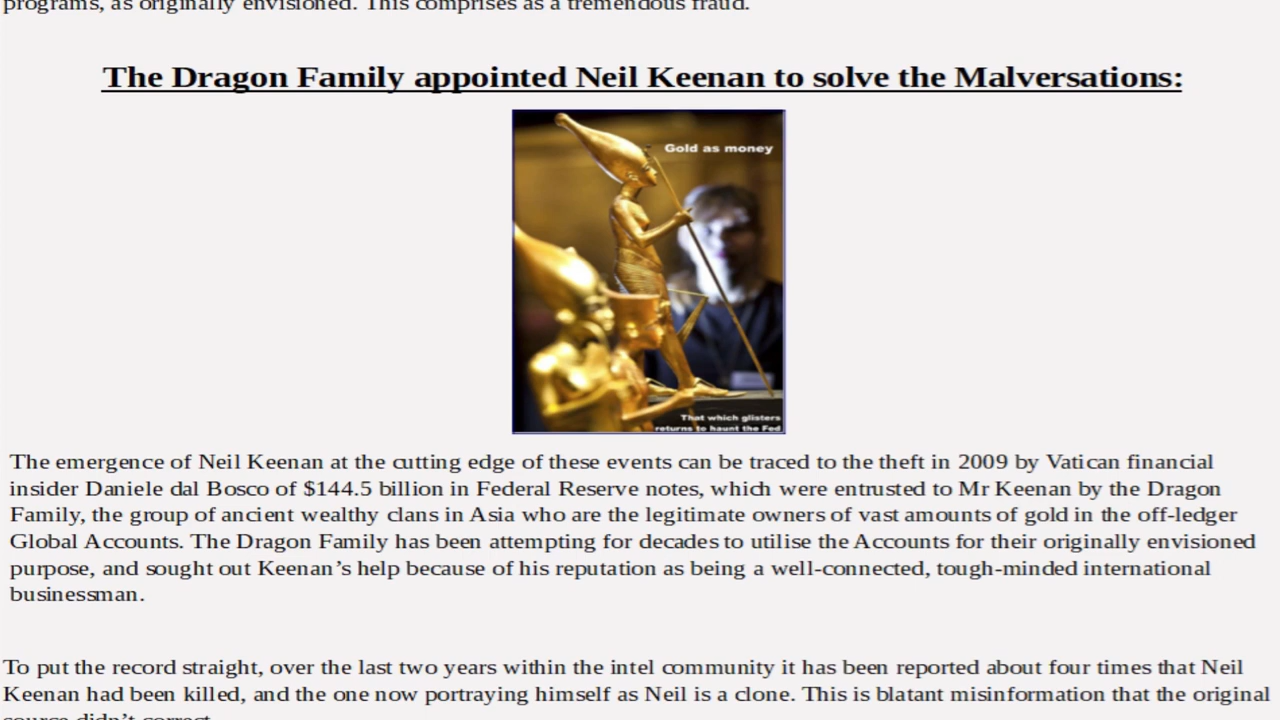 programs, as originally envisioned. This comprises as a tremendous fraud.
The Dragon Family appointed Neil Keenan to solve the Malversations:
Gold as money
That which glisters
returns to haunt the Fed
The emergence of Neil Keenan at the cutting edge of these events can be traced to the theft in 2009 by Vatican financial
insider Daniele dal Bosco of $144.5 billion in Federal Reserve notes, which were entrusted to Mr Keenan by the Dragon
Family, the group of ancient wealthy clans in Asia who are the legitimate owners of vast amounts of gold in the off-ledger
Global Accounts. The Dragon Family has been attempting for decades to utilise the Accounts for their originally envisioned
purpose, and sought out Keenan’s help because of his reputation as being a well-connected, tough-minded international
businessman.
To put the record straight, over the last two years within the intel community it has been reported about four times that Neil
Keenan had been killed, and the one now portraying himself as Neil is a clone. This is blatant misinformation that the original
source didn’t correct.